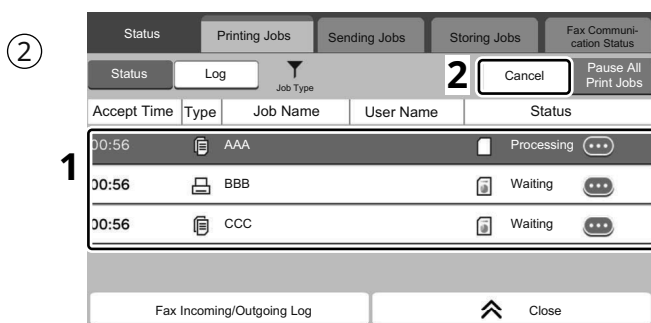 2
Status Printing Jobs Sending Jobs Storing Jobs Fax Communi-
cation Status
Status Log Job Type 2 Cancel Pause All
Print Jobs
Accept Time Type Job Name User Name Status
1
00:56 AAA Processing
00:56 BBB Waiting
00:56 CCC Waiting
Fax Incoming/Outgoing Log Close